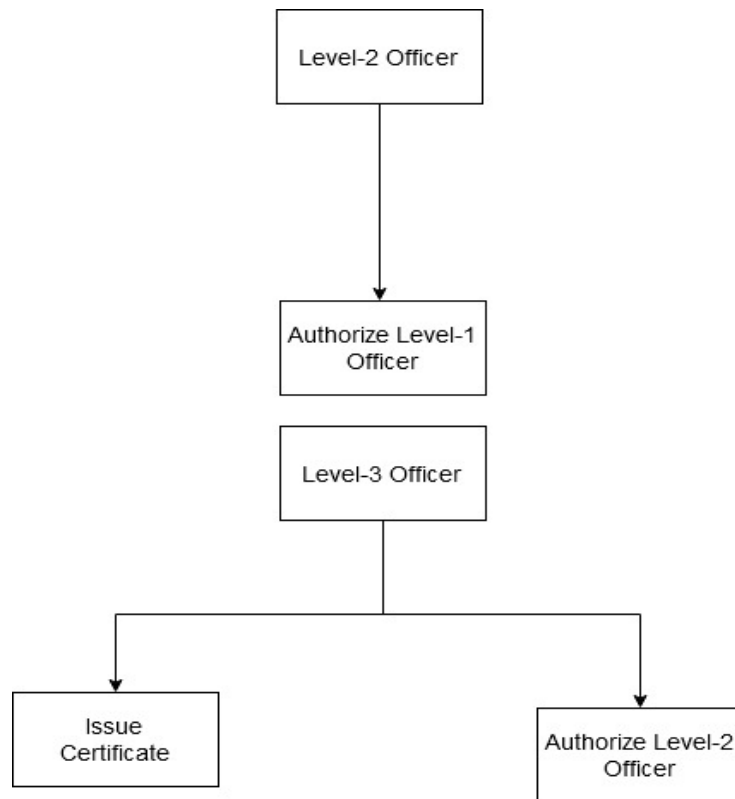 Level-2 Officer
Authorize Level-1
Officer
Level-3 Officer
Issue
Certificate
Authorize Level-2
Officer